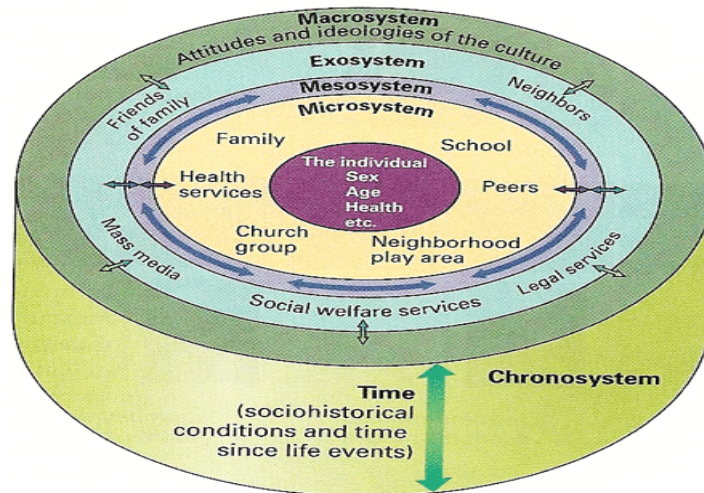 Macrosystem
Attitudes and ideologies of the culture
Exosystem
Mesosystem
Microsystem
Friends
of family
Neighbors
Family
School
The individual
Sex
Age
Health
etc.
Health
services
Peers
Church
group
Neighborhood
play area
Mass media
Social welfare services
Legal services
Chronosystem
Time
(sociohistorical
conditions and time
since life events)